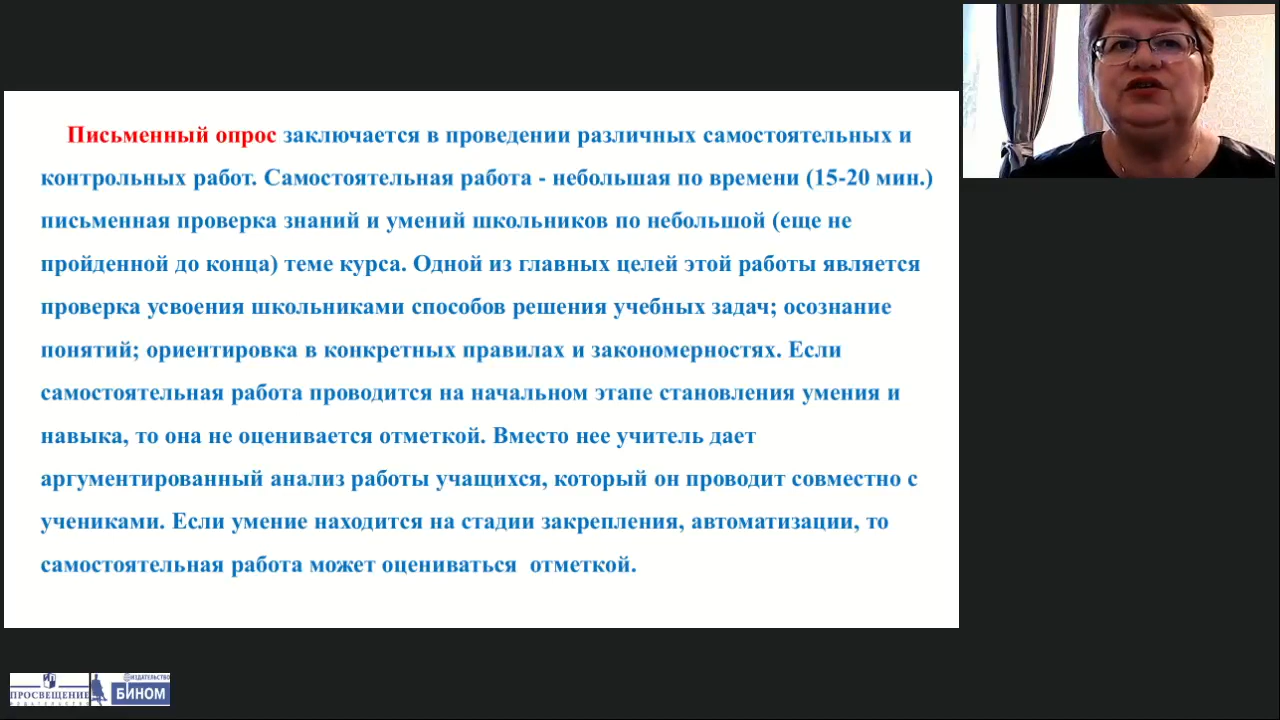 Письменный опрос заключается в проведении различных самостоятельных и
контрольных работ. Самостоятельная работа - небольшая по времени (15-20 мин.)
письменная проверка знаний и умений школьников по небольшой (еще не
пройденной до конца) теме курса. Одной из главных целей этой работы является
проверка усвоения школьниками способов решения учебных задач; осознание
понятий; ориентировка в конкретных правилах и закономерностях. Если
самостоятельная работа проводится на начальном этапе становления умения и
навыка, то она не оценивается отметкой. Вместо нее учитель дает
аргументированный анализ работы учащихся, который он проводит совместно с
учениками. Если умение находится на стадии закрепления, автоматизации, то
самостоятельная работа может оцениваться  отметкой.
ПРОСВЕЩЕНИЕ
ИЗДАТЕЛЬСТВО
ИЗДАТЕЛЬСТВО
БИНОМ